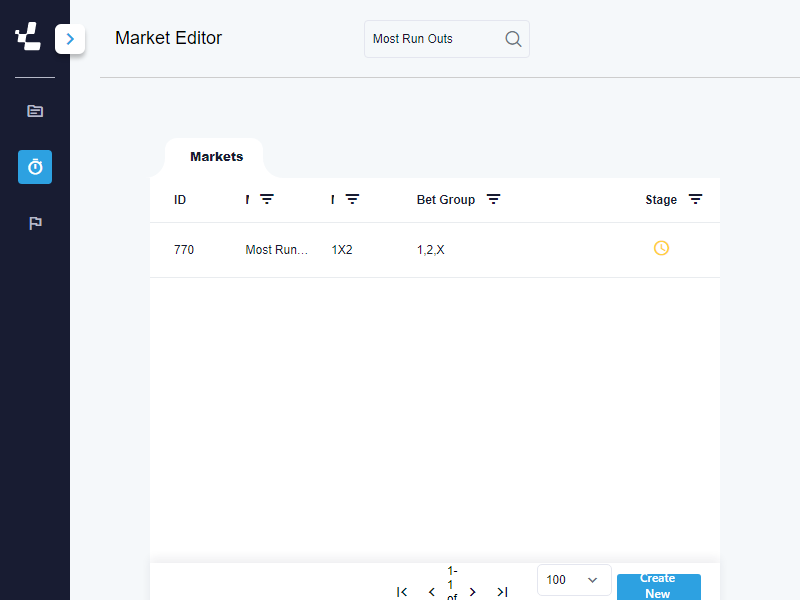 Market Editor
Most Run Outs
Markets
ID
Bet Group
Stage
770
Most Run...
1X2
1,2,X
1-
1
of
100
Create
New